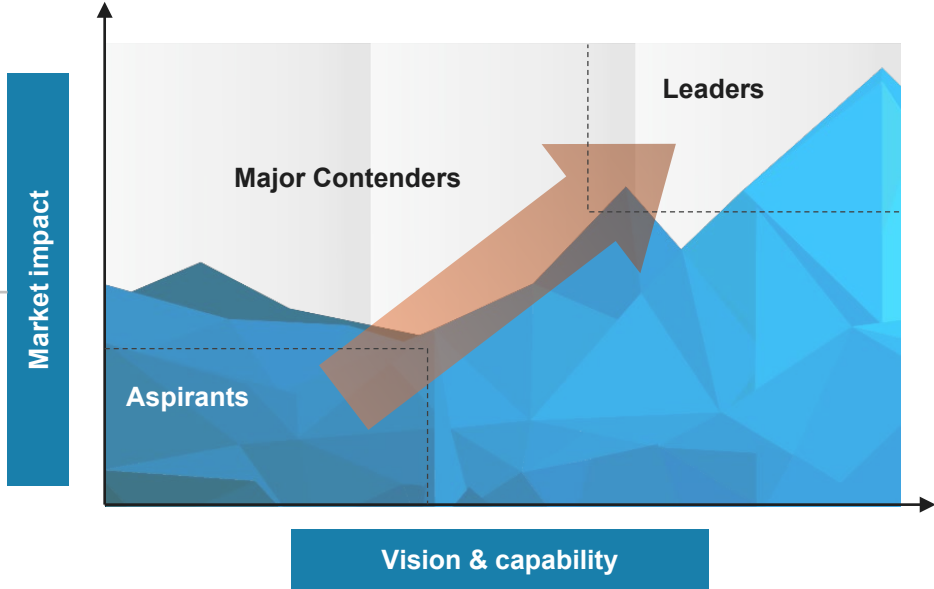 Leaders
Major Contenders
Market impact
Aspirants
Vision & capability